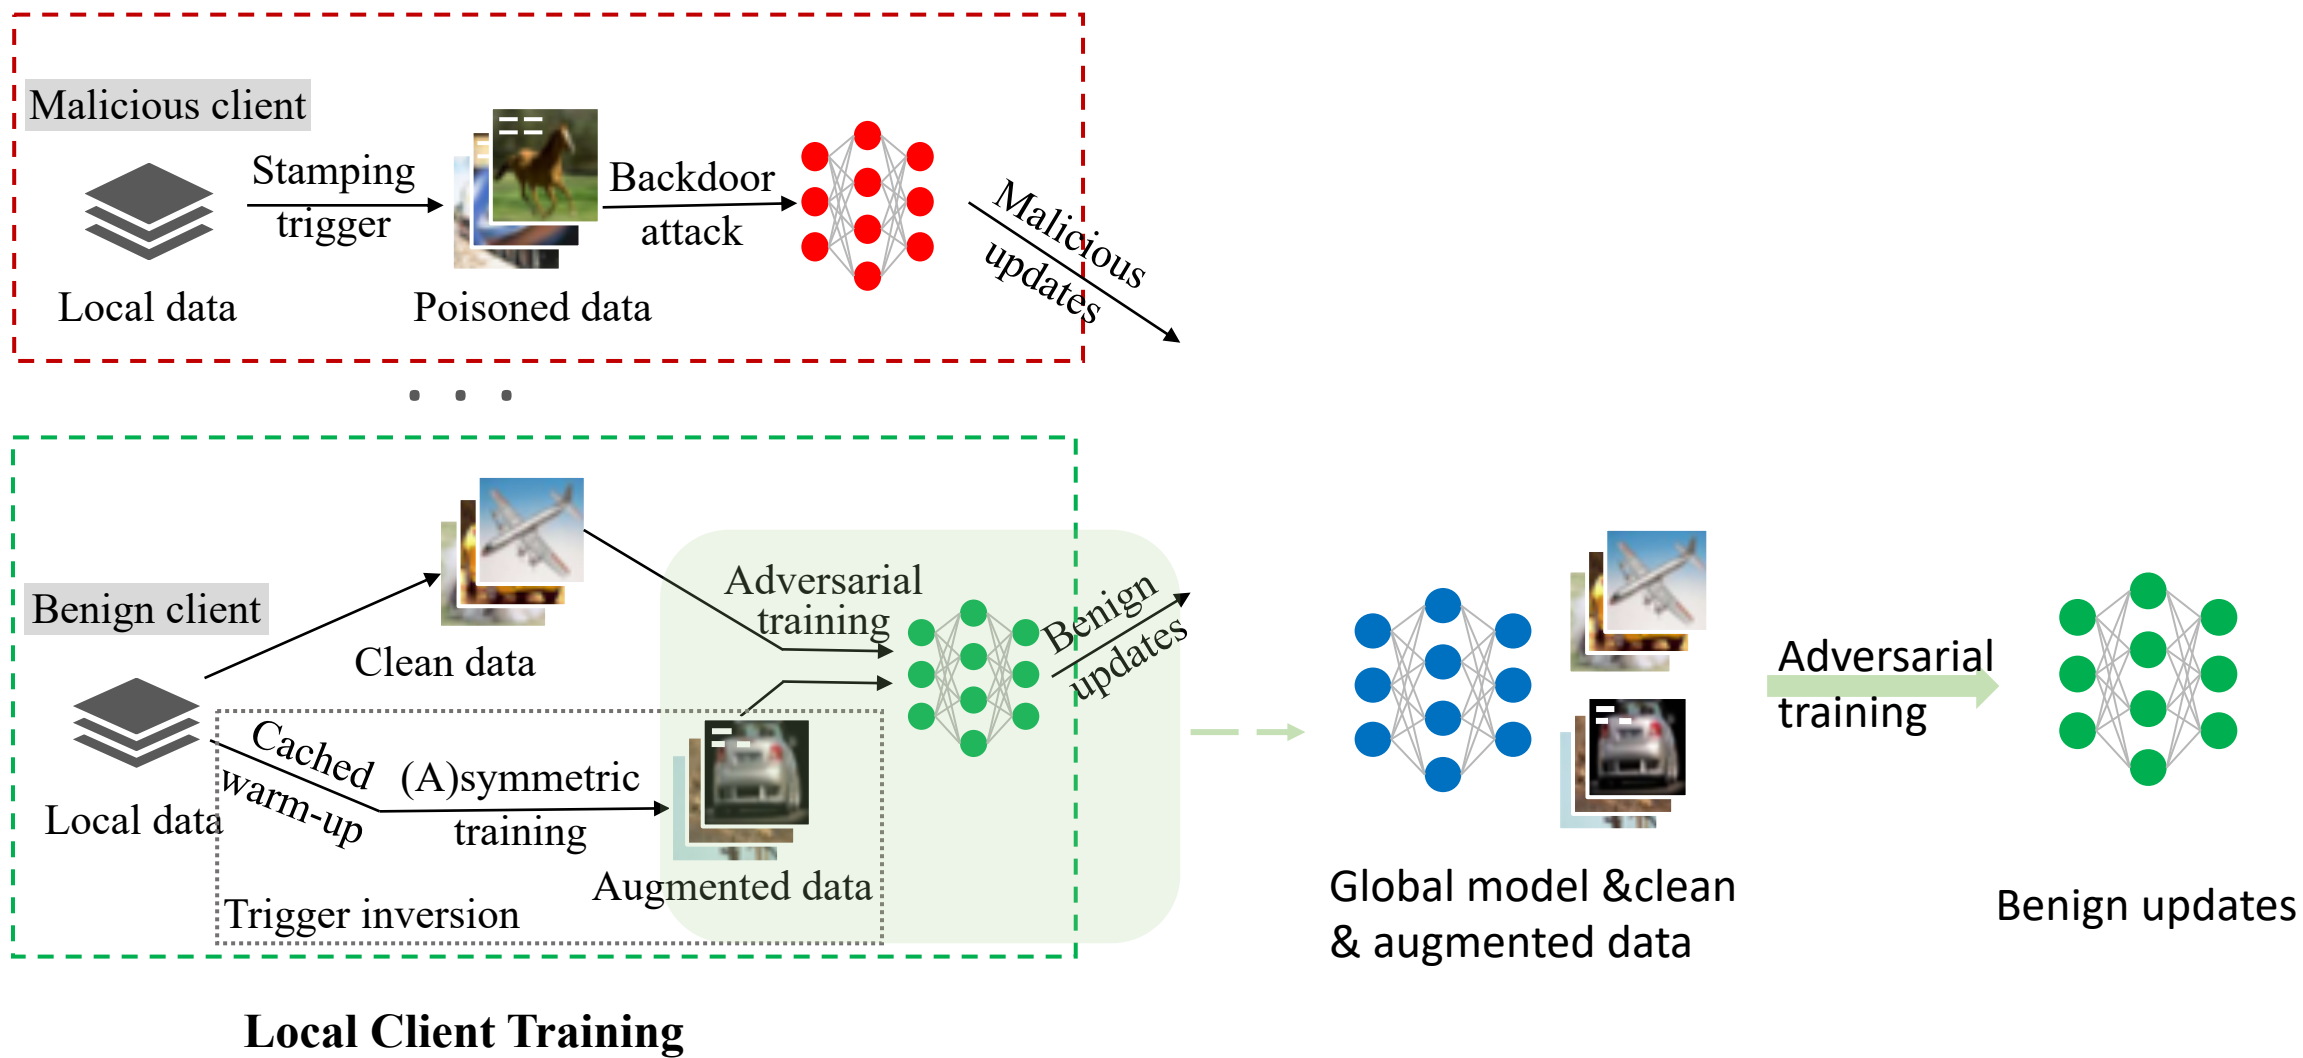 Malicious client
Stamping
trigger
Backdoor
attack
Malicious
updates
Local data
Poisoned data
. . .
Benign client
Clean data
Adversarial
training
Benign
updates
Local data
Cached
warm-up
(A)symmetric
training
Augmented data
Trigger inversion
Global model &clean
& augmented data
Adversarial
training
Benign updates
Local Client Training